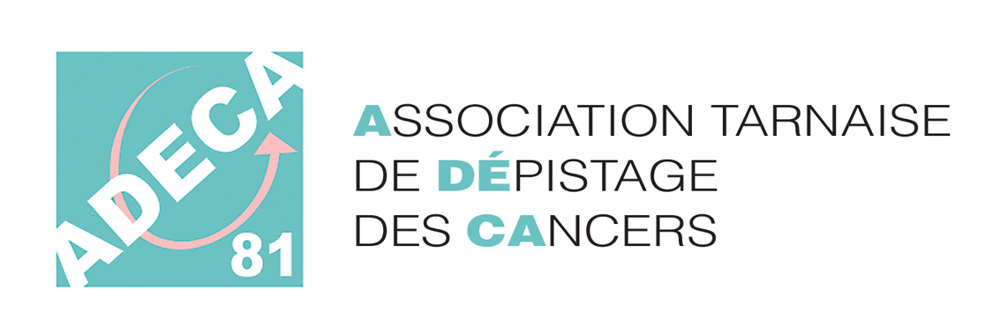 ADECA
81
ASSOCIATION TARNAISE
DE DÉPISTAGE
DES CANCERS